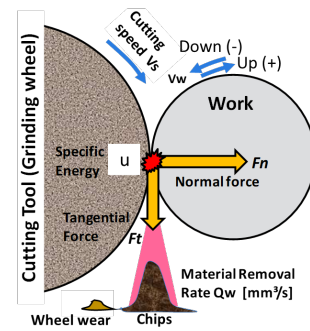 Cutting Tool (Grinding wheel)
Cutting
speed Vs
Down (-)
Vw
Up (+)
Work
Specific
Energy
u
Fn
Normal force
Tangential
Force
Ft
Material Removal
Rate Qw [mm³/s]
Wheel wear
Chips